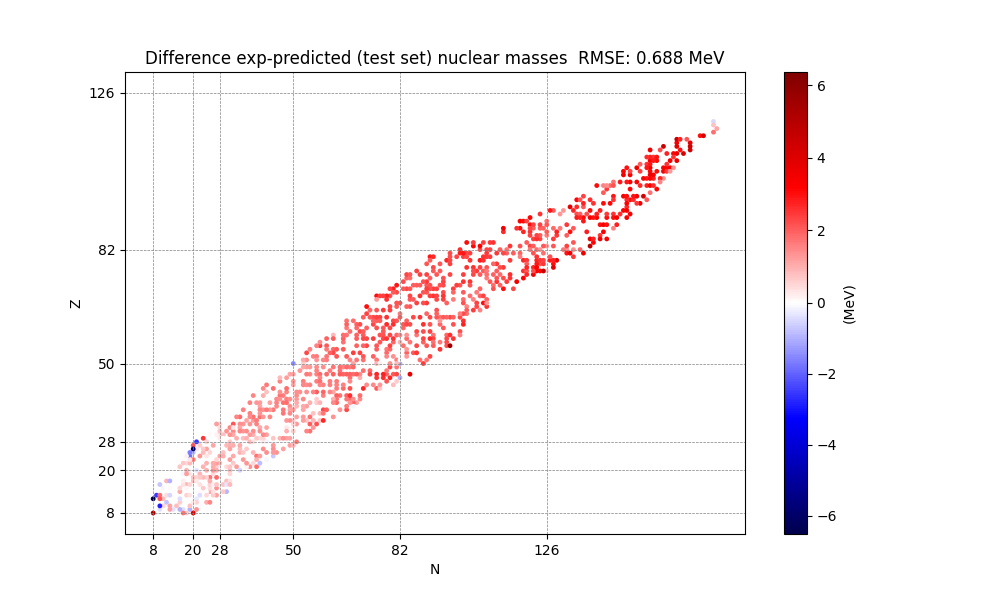 Difference exp-predicted (test set) nuclear masses  RMSE: 0.688 MeV
126
82
50
28
20
8
Z
8 20 28 50 82 126
N
6
4
2
0
−2
−4
−6
(MeV)